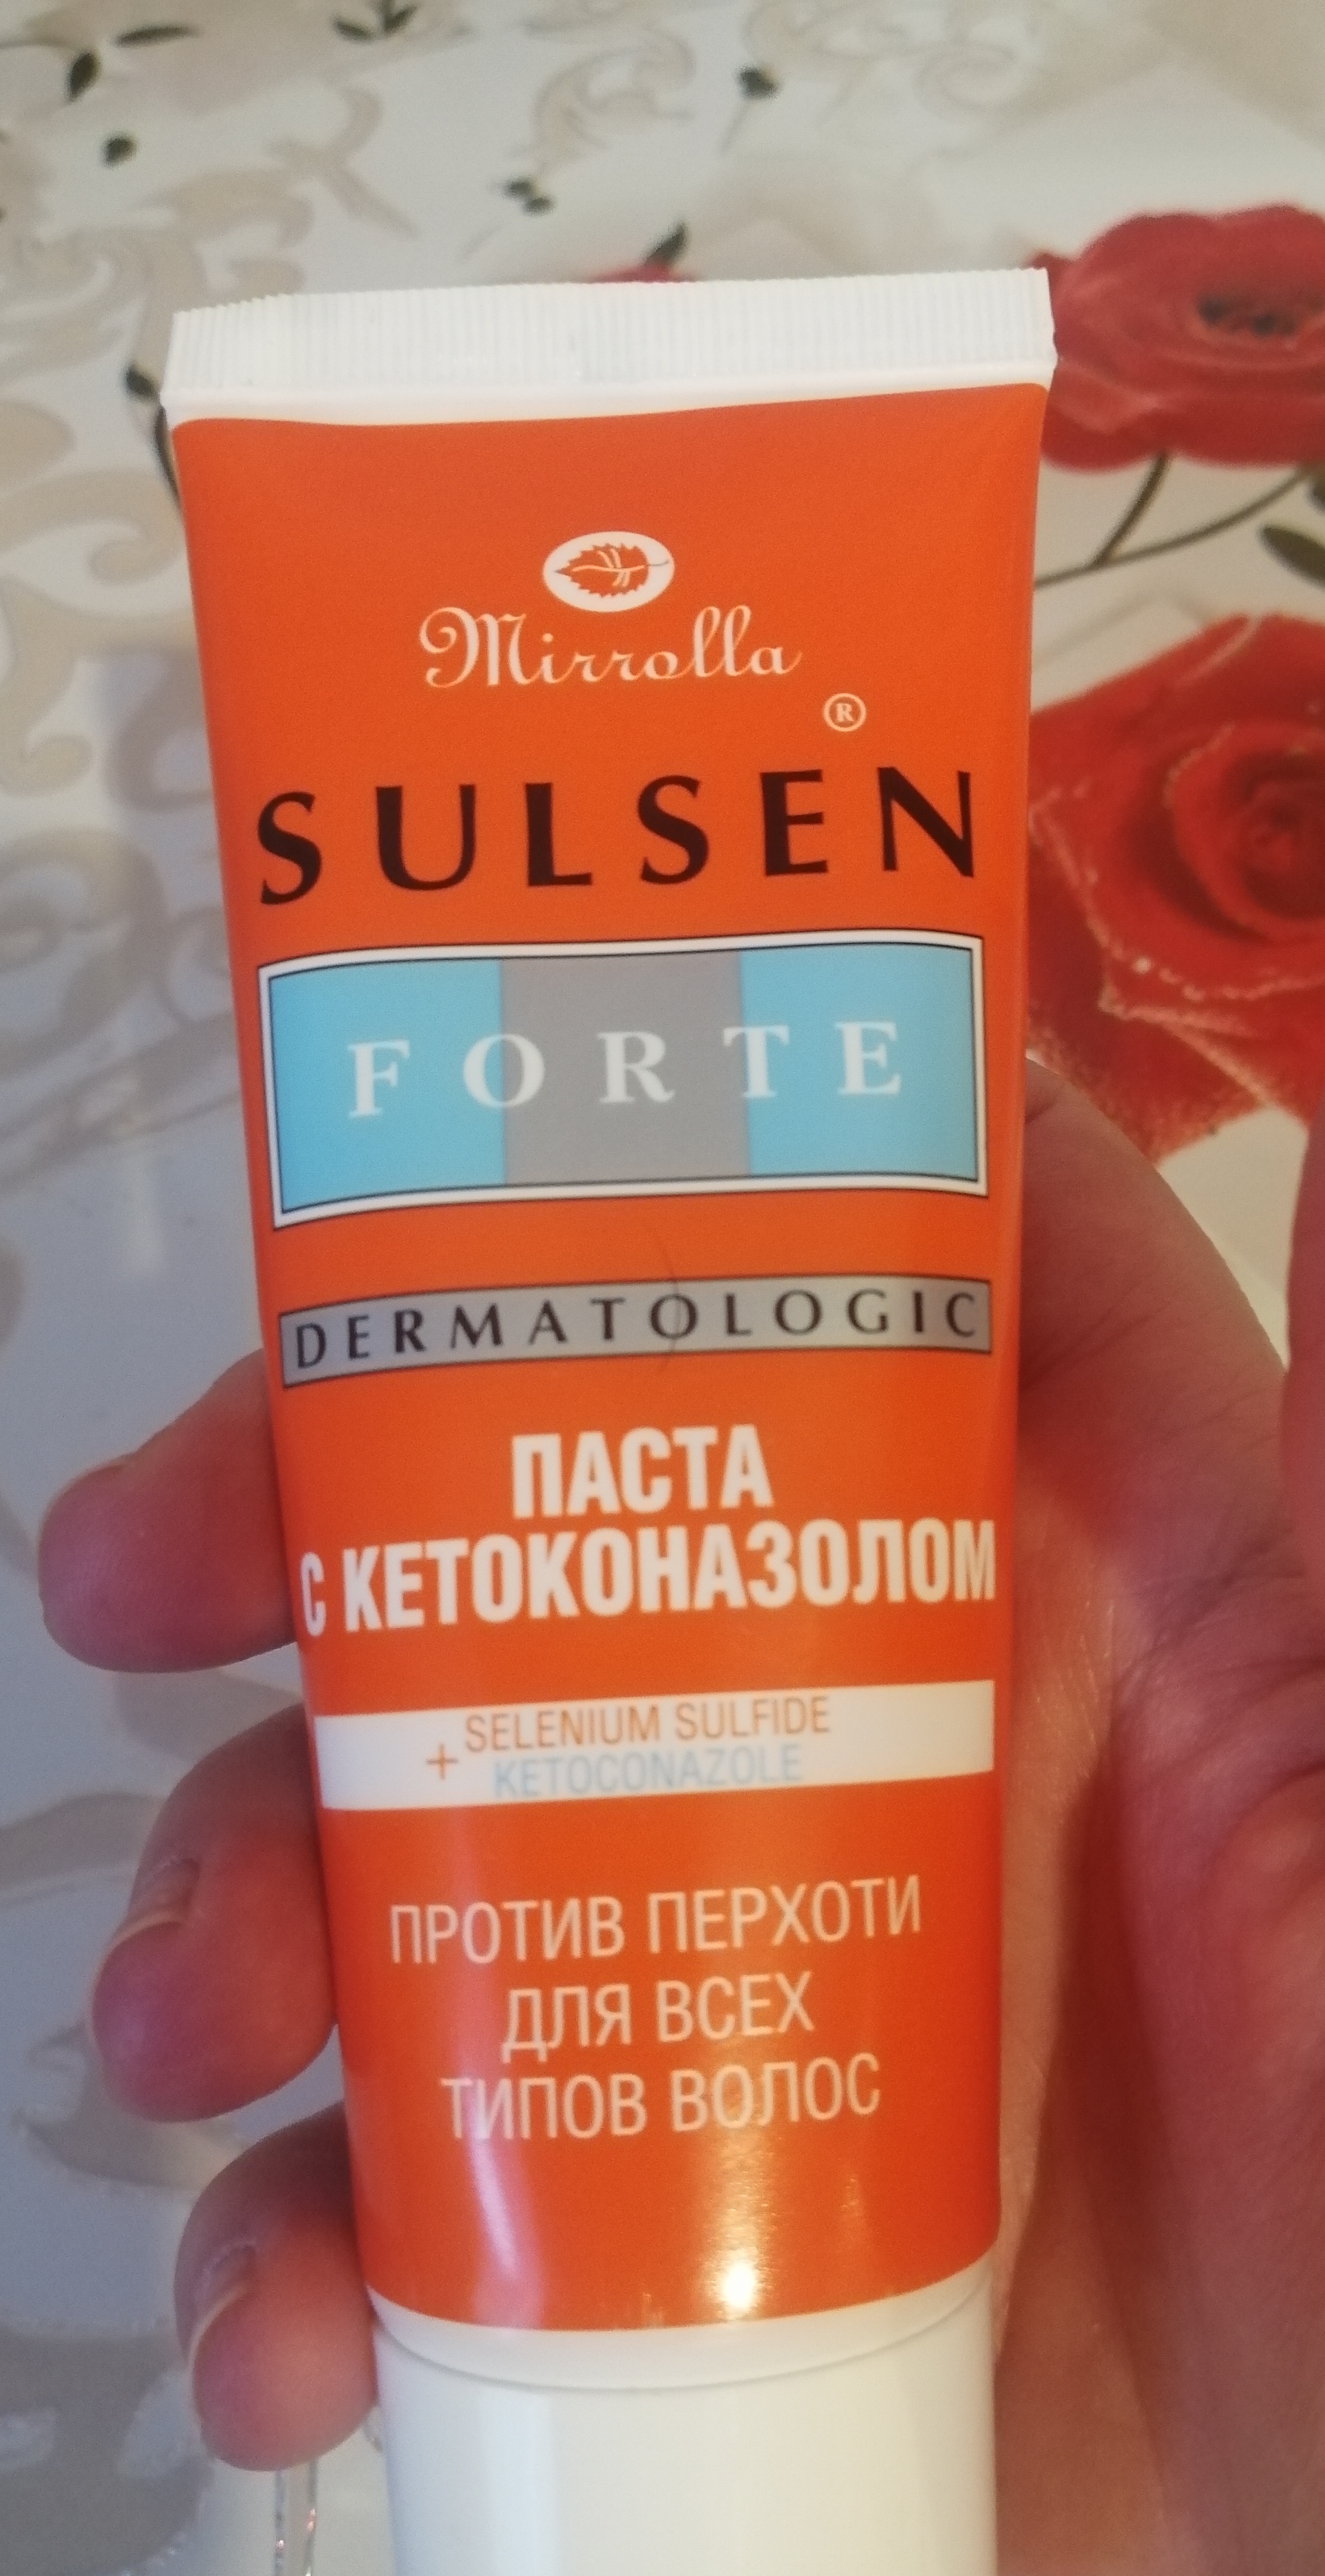 Mirrolla
®
SULSEN
FORTE
DERMATOLOGIC
ПАСТА
С КЕТОКОНАЗОЛОМ
+ SELENIUM SULFIDE
KETOCONAZOLE
ПРОТИВ ПЕРХОТИ
ДЛЯ ВСЕХ
ТИПОВ ВОЛОС